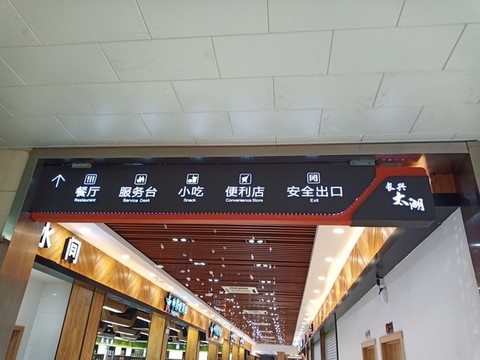 餐厅 服务台 小吃 便利店 安全出口
Restaurant Service Desk Snack Convenience Store Exit
长兴
太湖
间